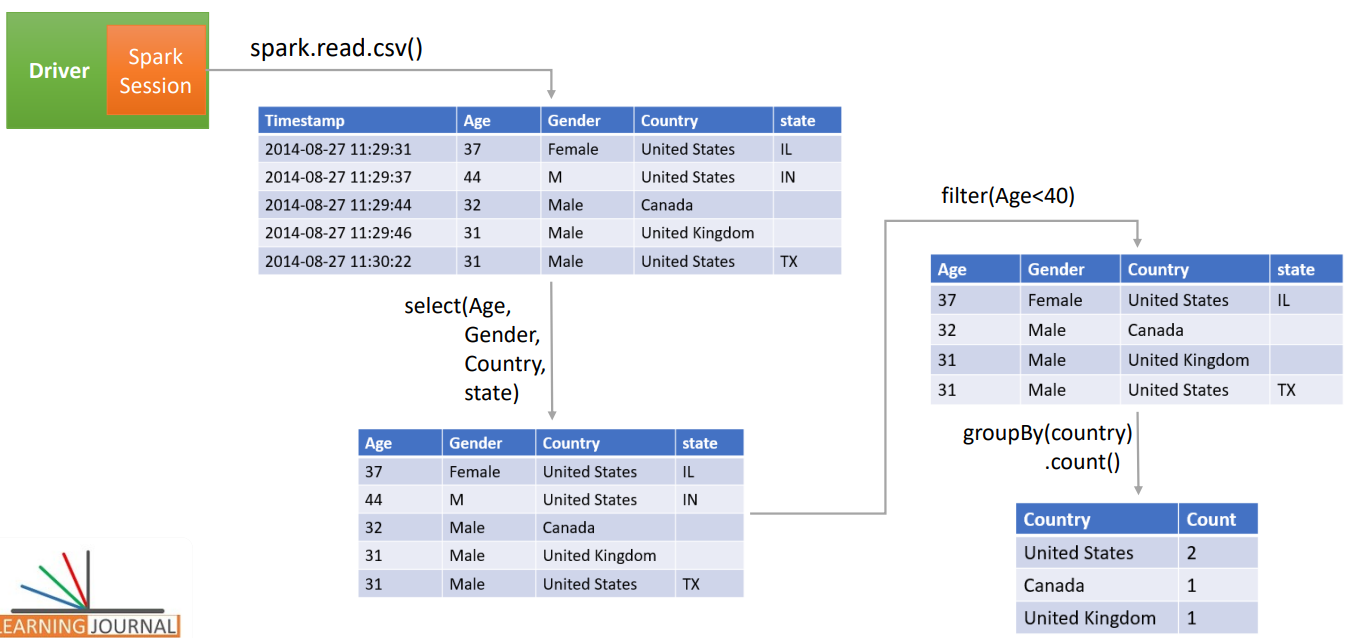 Driver
Spark
Session
spark.read.csv()
Timestamp Age Gender Country state
2014-08-27 11:29:31 37 Female United States IL
2014-08-27 11:29:37 44 M United States IN
2014-08-27 11:29:44 32 Male Canada
2014-08-27 11:29:46 31 Male United Kingdom
2014-08-27 11:30:22 31 Male United States TX
select(Age,
Gender,
Country,
state)
Age Gender Country state
37 Female United States IL
44 M United States IN
32 Male Canada
31 Male United Kingdom
31 Male United States TX
filter(Age<40)
Age Gender Country state
37 Female United States IL
32 Male Canada
31 Male United Kingdom
31 Male United States TX
groupBy(country)
.count()
Country Count
United States 2
Canada 1
United Kingdom 1
LEARNING JOURNAL